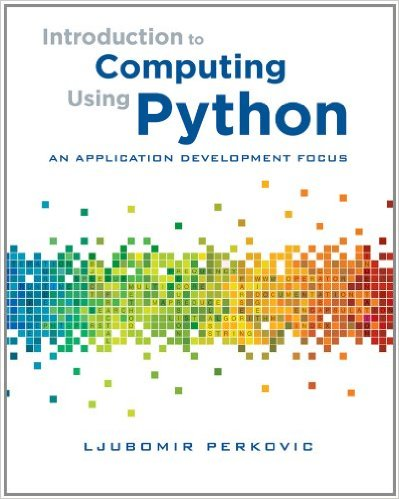 Introduction to
Computing
Using Python
AN APPLICATION DEVELOPMENT FOCUS
LJUBOMIR PERKOVIC